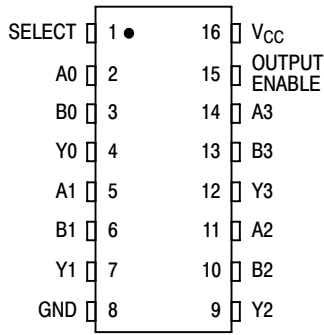 SELECT 1 16 VCC
A0 2 15 OUTPUT ENABLE
B0 3 14 A3
Y0 4 13 B3
A1 5 12 Y3
B1 6 11 A2
Y1 7 10 B2
GND 8 9 Y2